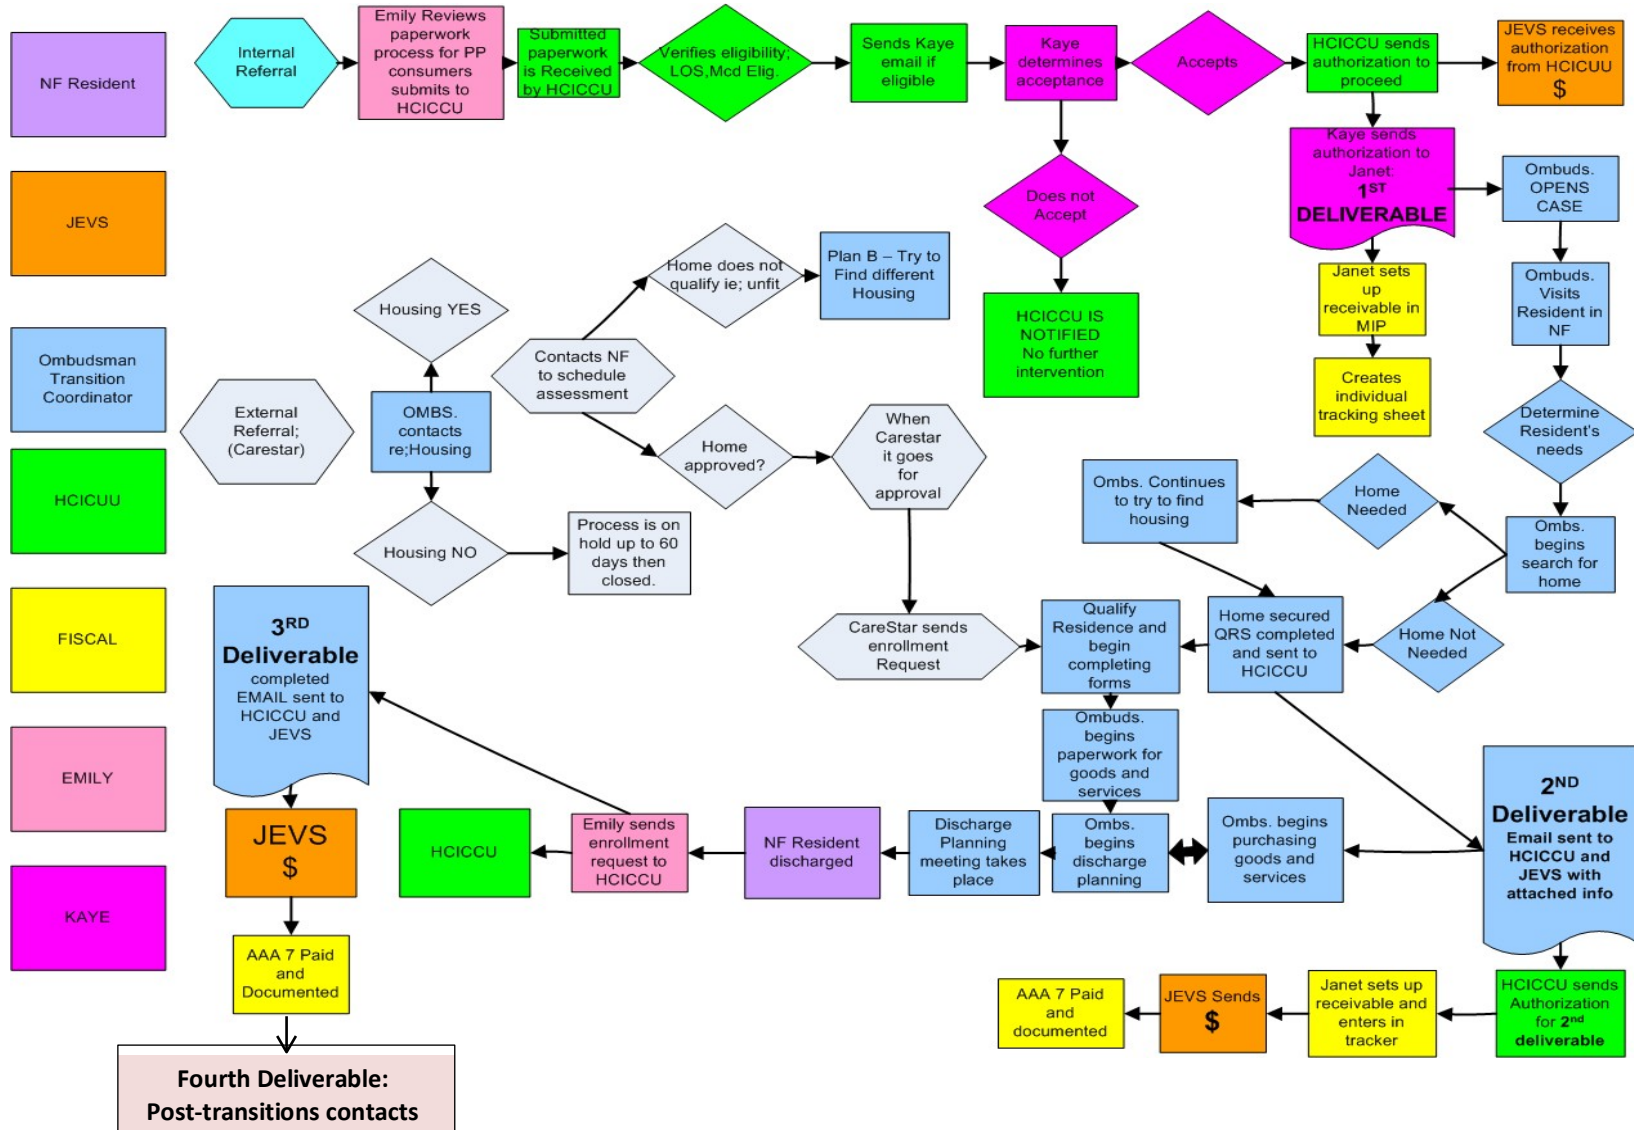 NF Resident
JEVS
Ombudsman
Transition
Coordinator
HCICUU
FISCAL
EMILY
KAYE
Internal
Referral
Emily Reviews
paperwork
process for PP
consumers
submits to
HCICCU
Submitted
paperwork
is Received
by HCICCU
Verifies eligibility;
LOS,Mcd Elig.
Sends Kaye
email if
eligible
Kaye
determines
acceptance
Accepts
HCICCU sends
authorization to
proceed
JEVS receives
authorization
from HCICUU
$
Does not
Accept
HCICCU IS
NOTIFIED
No further
intervention
Kaye sends
authorization to
Janet:
1ST
DELIVERABLE
Ombuds.
OPENS
CASE
Janet sets
up
receivable in
MIP
Creates
individual
tracking sheet
Ombuds.
Visits
Resident in
NF
Determine
Resident's
needs
Ombs.
begins
search for
home
Home
Needed
Home Not
Needed
Ombs. Continues
to try to find
housing
Home secured
QRS completed
and sent to
HCICCU
External
Referral;
(Carestar)
Housing YES
OMBS.
contacts
re;Housing
Housing NO
Process is on
hold up to 60
days then
closed.
Contacts NF
to schedule
assessment
Home does not
qualify ie; unfit
Plan B – Try to
Find different
Housing
Home
approved?
When
Carestar
it goes
for
approval
CareStar sends
enrollment
Request
Qualify
Residence and
begin
completing
forms
Ombuds.
begins
paperwork for
goods and
services
Ombs.
begins
discharge
planning
Ombs. begins
purchasing
goods and
services
2ND
Deliverable
Email sent to
HCICCU and
JEVS with
attached info
HCICCU sends
Authorization
for 2nd
deliverable
Janet sets up
receivable and
enters in
tracker
JEVS Sends
$
AAA 7 Paid
and
documented
Discharge
Planning
meeting takes
place
NF Resident
discharged
Emily sends
enrollment
request to
HCICCU
HCICCU
3RD
Deliverable
completed
EMAIL sent to
HCICCU and
JEVS
JEVS
$
AAA 7 Paid
and
Documented
Fourth Deliverable:
Post-transitions contacts